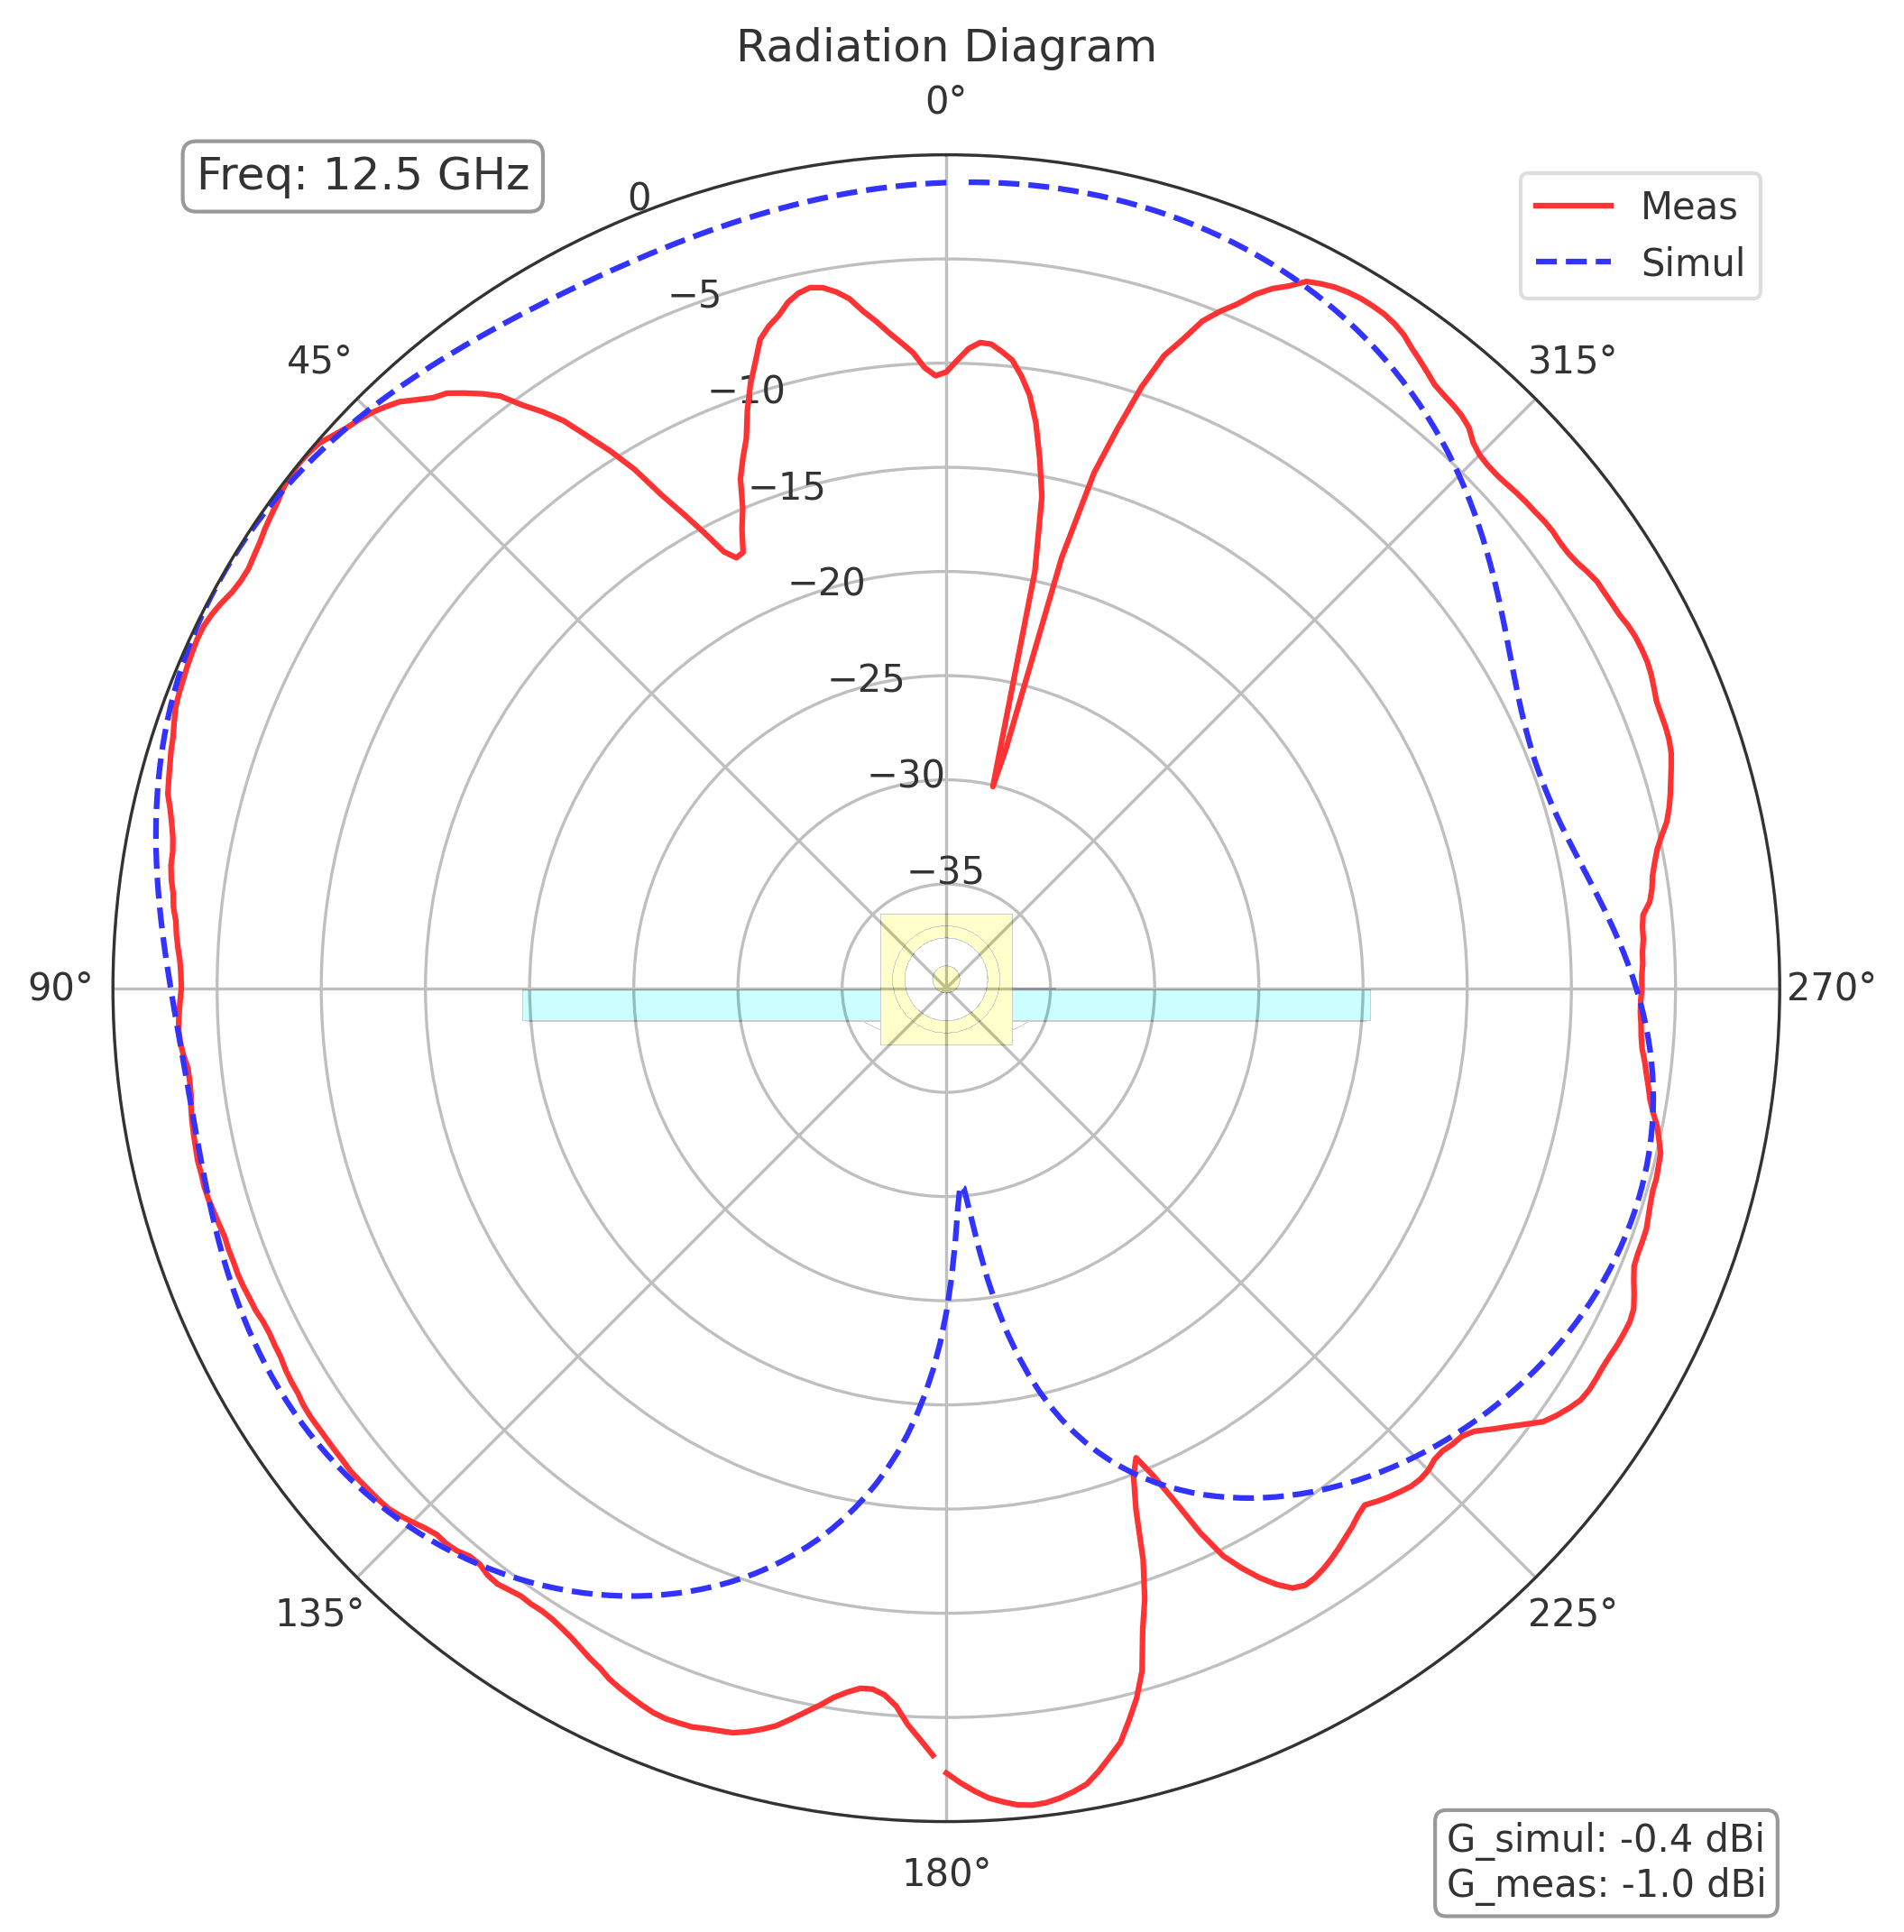 Radiation Diagram
0°
Freq: 12.5 GHz
0
Meas
Simul
−5
45°
315°
−10
−15
−20
−25
−30
−35
90°
270°
135°
225°
180°
G_simul: -0.4 dBi
G_meas: -1.0 dBi